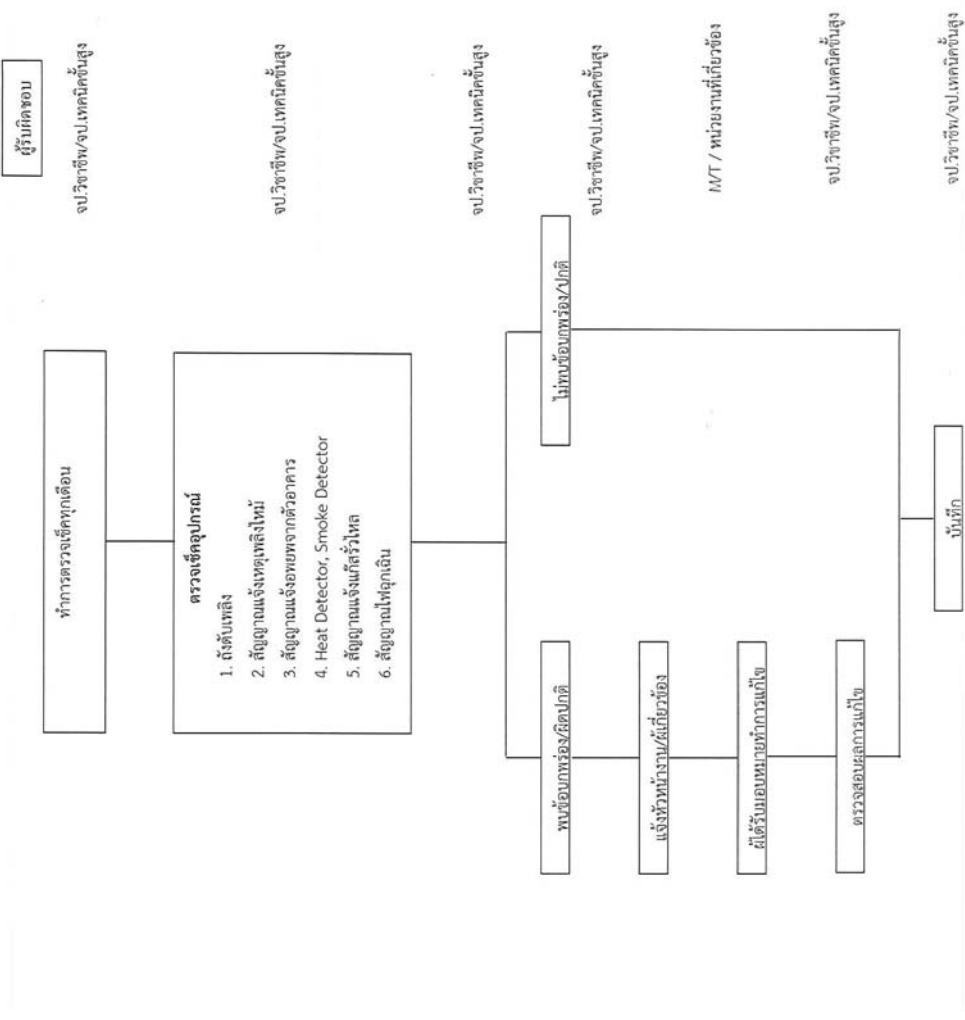 ผู้รับผิดชอบ
ทำการตรวจเช็คทุกเดือน
จป.วิชาชีพ/จป.เทคนิคขั้นสูง
ตรวจเช็คอุปกรณ์
1. ถังดับเพลิง
2. สัญญาณแจ้งเหตุเพลิงไหม้
3. สัญญาณแจ้งอพยพจากตัวอาคาร
4. Heat Detector, Smoke Detector
5. สัญญาณแจ้งแก๊สรั่วไหล
6. สัญญาณไฟฉุกเฉิน
จป.วิชาชีพ/จป.เทคนิคขั้นสูง
จป.วิชาชีพ/จป.เทคนิคขั้นสูง
พบข้อบกพร่อง/ผิดปกติ
ไม่พบข้อบกพร่อง/ปกติ
แจ้งหัวหน้างาน/ผู้เกี่ยวข้อง
จป.วิชาชีพ/จป.เทคนิคขั้นสูง
ผู้ได้รับมอบหมายทำการแก้ไข
M/T / หน่วยงานที่เกี่ยวข้อง
ตรวจสอบผลการแก้ไข
จป.วิชาชีพ/จป.เทคนิคขั้นสูง
บันทึก
จป.วิชาชีพ/จป.เทคนิคขั้นสูง